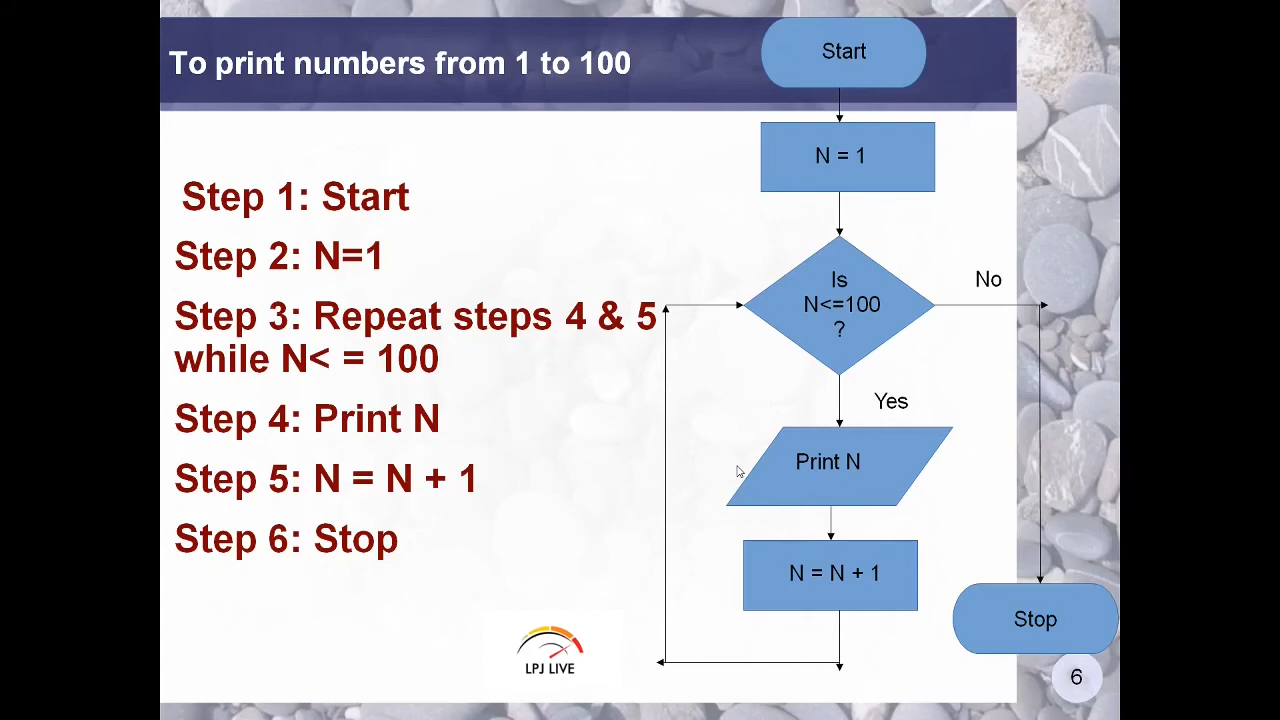 To print numbers from 1 to 100
Step 1: Start
Step 2: N=1
Step 3: Repeat steps 4 & 5
while N< = 100
Step 4: Print N
Step 5: N = N + 1
Step 6: Stop
Start
N = 1
Is
N<=100
?
No
Yes
Print N
N = N + 1
Stop
LPJ LIVE
6